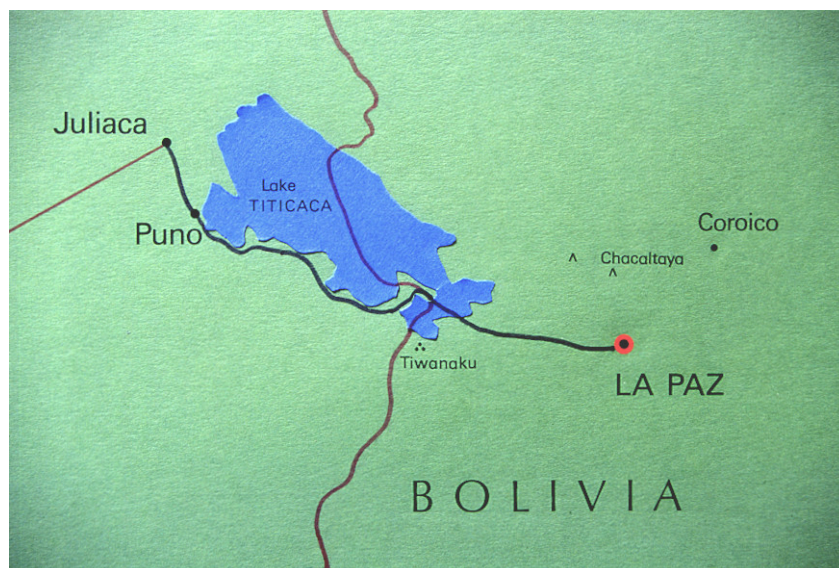 Juliaca
Lake
TITICACA
Puno
Coroico
Chacaltaya
Tiwanaku
LA PAZ
BOLIVIA